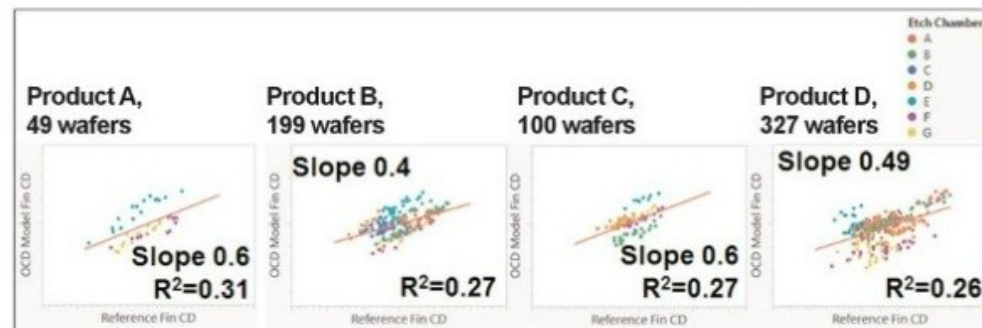 Etch Chamber
A
B
C
D
E
F
G
Product A,
49 wafers
Product B,
199 wafers
Product C,
100 wafers
Product D,
327 wafers
OCD Model Fin CD
Slope 0.6
R²=0.31
Reference Fin CD
OCD Model Fin CD
Slope 0.4
R²=0.27
Reference Fin CD
OCD Model Fin CD
Slope 0.6
R²=0.27
Reference Fin CD
OCD Model Fin CD
Slope 0.49
R²=0.26
Reference Fin CD